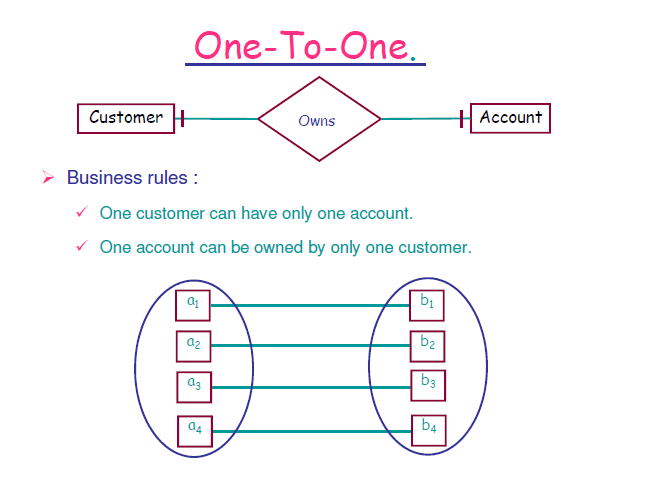 One-To-One.
Customer Owns Account
Business rules :
One customer can have only one account.
One account can be owned by only one customer.
a1 b1
a2 b2
a3 b3
a4 b4